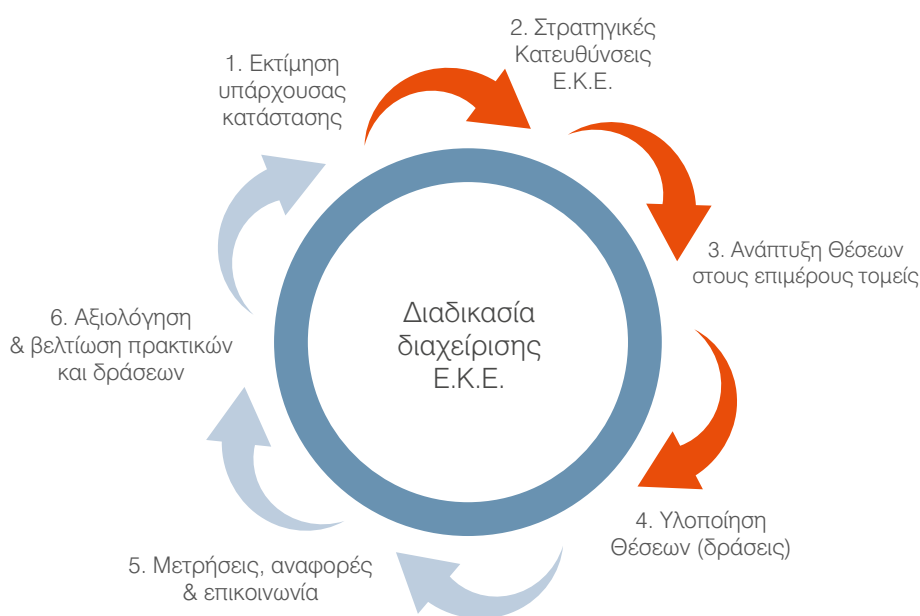 1. Εκτίμηση
υπάρχουσας
κατάστασης
2. Στρατηγικές
Κατευθύνσεις
Ε.Κ.Ε.
3. Ανάπτυξη Θέσεων
στους επιμέρους τομείς
4. Υλοποίηση
Θέσεων (δράσεις)
5. Μετρήσεις, αναφορές
& επικοινωνία
6. Αξιολόγηση
& βελτίωση πρακτικών
και δράσεων
Διαδικασία
διαχείρισης
Ε.Κ.Ε.